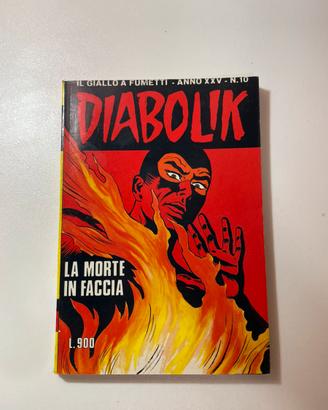 IL GIALLO A FUMETTI - ANNO XXV - N.10
DIABOLIK
LA MORTE
IN FACCIA
L.900